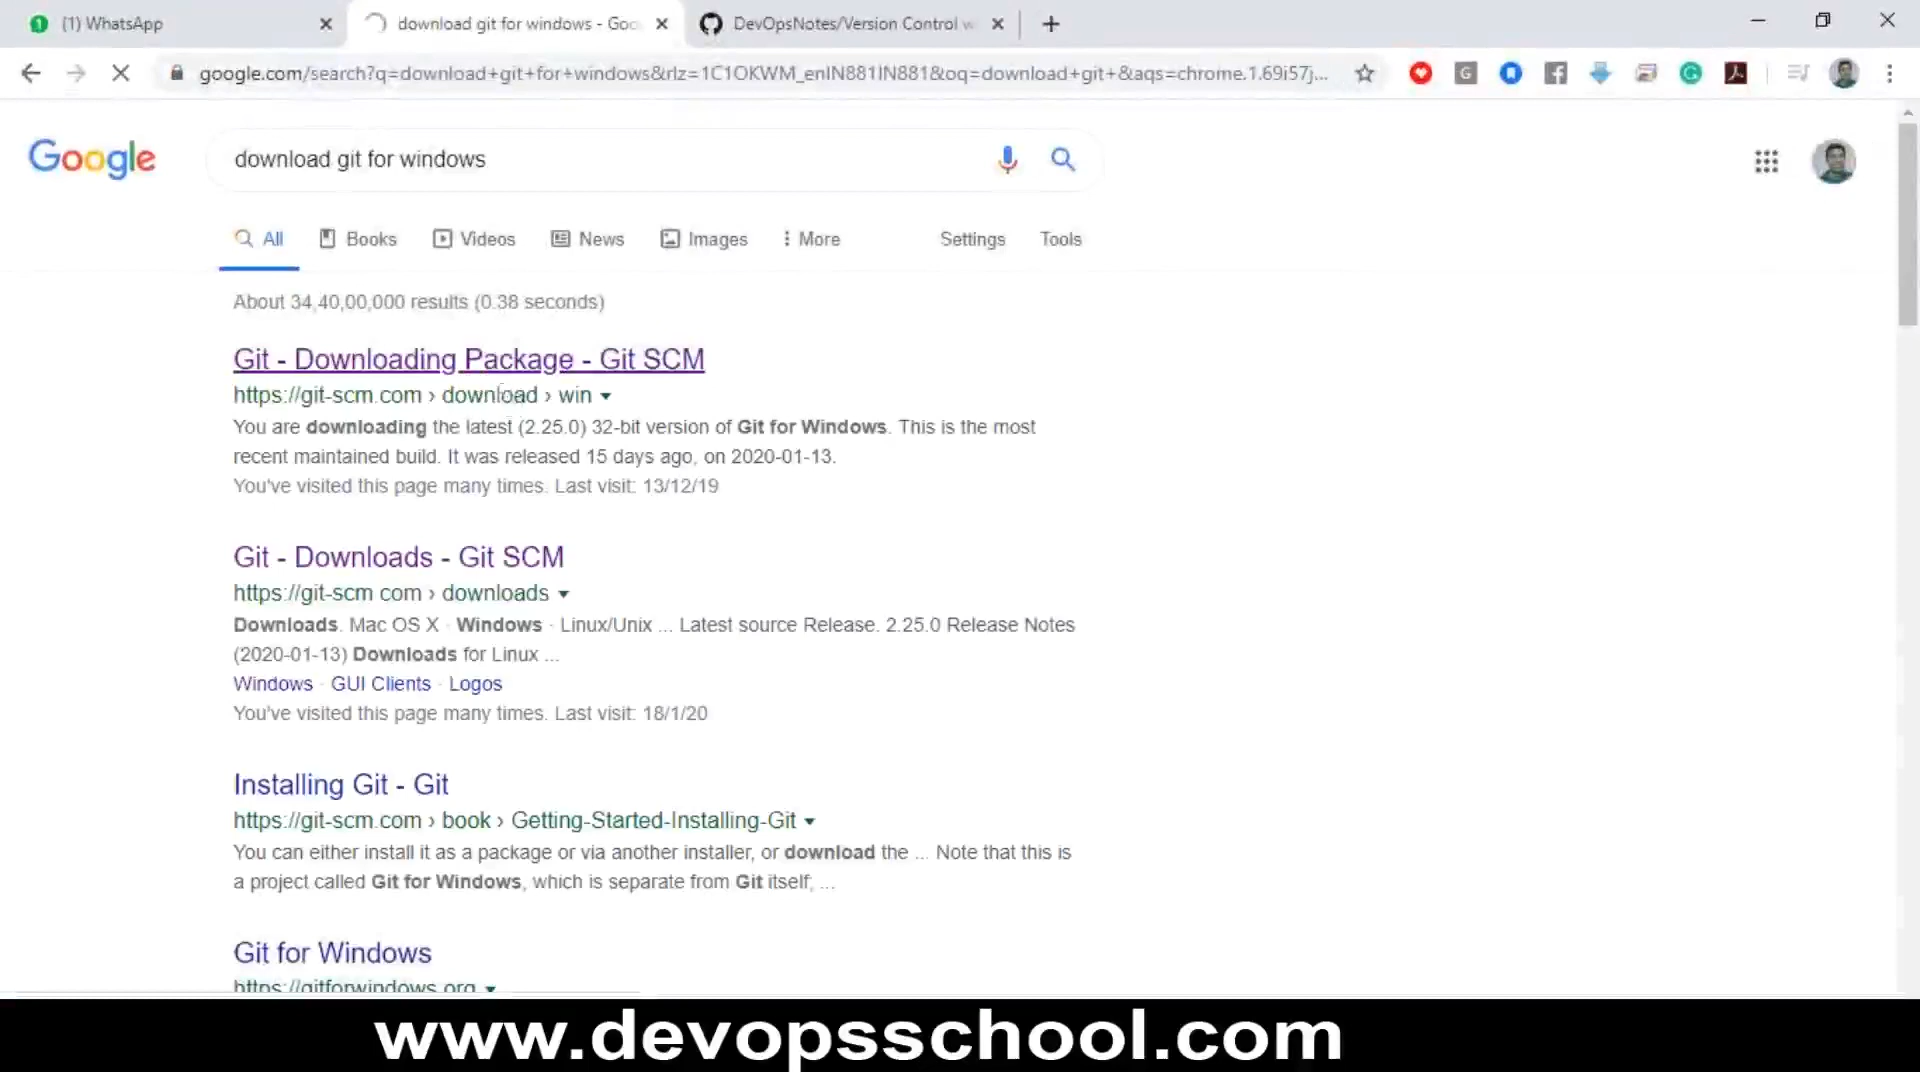 1 (1) WhatsApp
download git for windows - Goo
DevOpsNotes/Version Control w
google.com/search?q=download+git+for+windows&rlz=1C1OKWM_enIN881IN881&oq=download+git+&aqs=chrome.1.69i57j...
Google
download git for windows
All Books Videos News Images More Settings Tools
About 34,40,00,000 results (0.38 seconds)
Git - Downloading Package - Git SCM
https://git-scm.com › download › win
You are downloading the latest (2.25.0) 32-bit version of Git for Windows. This is the most
recent maintained build. It was released 15 days ago, on 2020-01-13.
You've visited this page many times. Last visit: 13/12/19
Git - Downloads - Git SCM
https://git-scm com › downloads
Downloads. Mac OS X · Windows · Linux/Unix ... Latest source Release. 2.25.0 Release Notes
(2020-01-13) Downloads for Linux ...
Windows · GUI Clients · Logos
You've visited this page many times. Last visit: 18/1/20
Installing Git - Git
https://git-scm.com › book › Getting-Started-Installing-Git
You can either install it as a package or via another installer, or download the ... Note that this is
a project called Git for Windows, which is separate from Git itself; ...
Git for Windows
https://gitforwindows.org
www.devopsschool.com